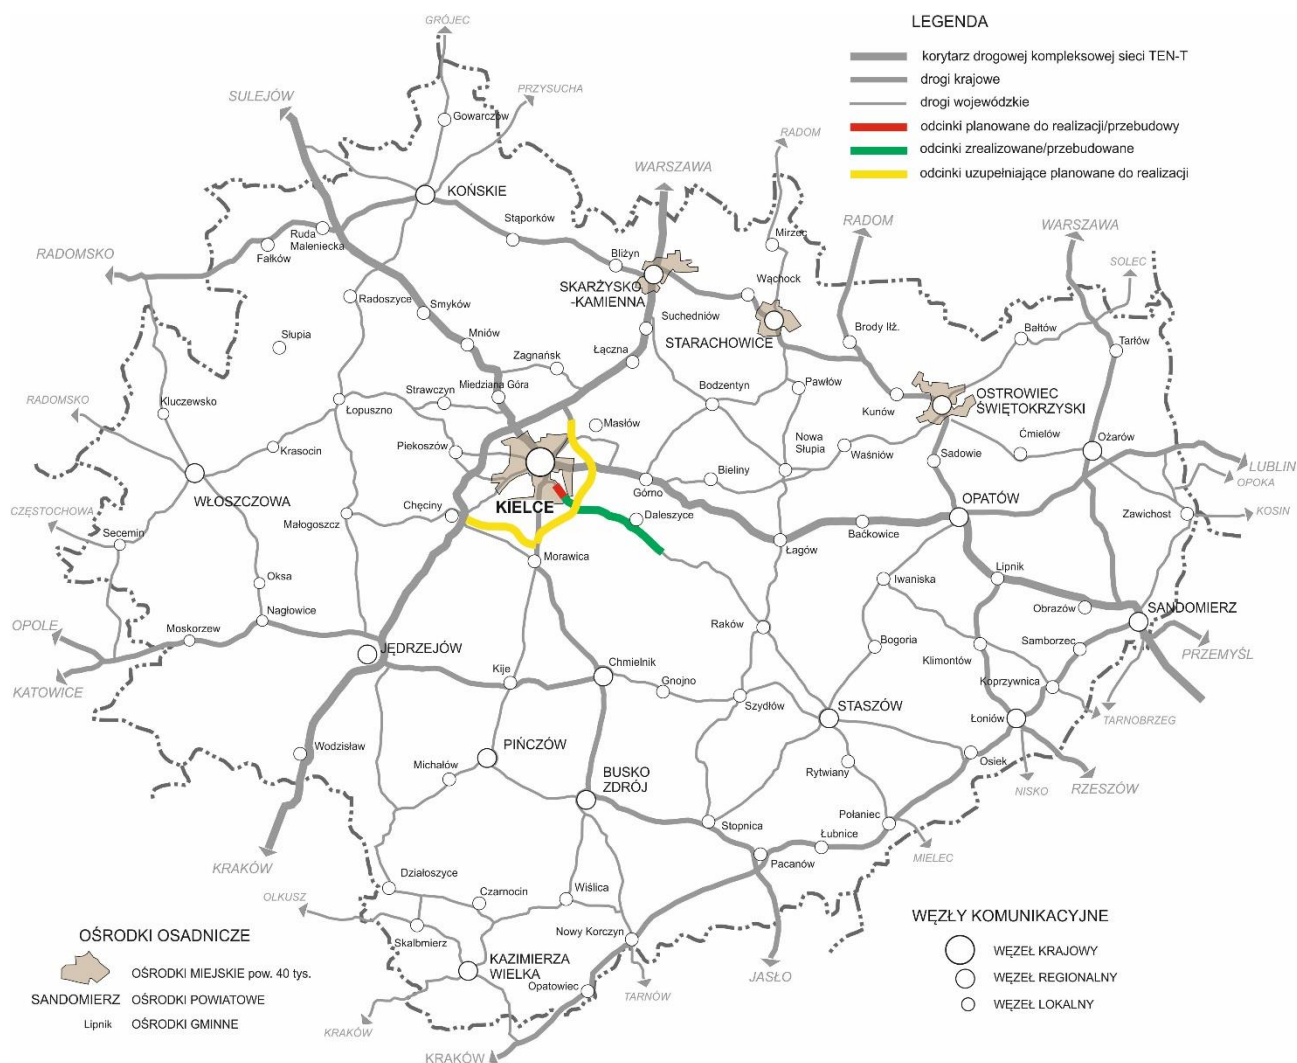 GRÓJEC
LEGENDA
korytarz drogowej kompleksowej sieci TEN-T
drogi krajowe
drogi wojewódzkie
odcinki planowane do realizacji/przebudowy
odcinki zrealizowane/przebudowane
odcinki uzupełniające planowane do realizacji
SULEJÓW
PRZYSUCHA
Gowarczów
RADOM
WARSZAWA
KOŃSKIE
RADOM
WARSZAWA
Stąporków
Ruda
Maleniecka
Mirzec
RADOMSKO
Fałków
Bliżyn
SOLEC
Wąchock
SKARŻYSKO
-KAMIENNA
Radoszyce
Smyków
Suchedniów
Brody Iłż.
Bałtów
Słupia
Mniów
STARACHOWICE
Tarłów
Łączna
Zagnańsk
Miedziana Góra
Strawczyn
Bodzentyn
Pawłów
OSTROWIEC
ŚWIĘTOKRZYSKI
RADOMSKO
Kluczewsko
Łopuszno
Kunów
Masłów
Ćmielów
Ożarów
Krasocin
Piekoszów
Nowa
Słupia
Waśniów
Sadowie
LUBLIN
OPOKA
WŁOSZCZOWA
Bieliny
Górno
KIELCE
Chęciny
OPATÓW
CZĘSTOCHOWA
Małogoszcz
Daleszyce
Zawichost
KOSIN
Secemin
Łagów
Baćkowice
Morawica
Lipnik
Oksa
Iwaniska
Obrazów
SANDOMIERZ
Nagłowice
OPOLE
Moskorzew
Raków
Bogoria
Samborzec
Klimontów
PRZEMYŚL
JĘDRZEJÓW
Kije
Chmielnik
KATOWICE
Gnojno
Koprzywnica
Szydłów
STASZÓW
Łoniów
TARNOBRZEG
Wodzisław
PIŃCZÓW
Michałów
BUSKO
ZDRÓJ
Rytwiany
Osiek
NISKO
RZESZÓW
Połaniec
Stopnica
Łubnice
KRAKÓW
Pacanów
MIELEC
Działoszyce
OLKUSZ
Czarnocin
Wiślica
WĘZŁY KOMUNIKACYJNE
OŚRODKI OSADNICZE
Skalbmierz
Nowy Korczyn
WĘZEŁ KRAJOWY
OŚRODKI MIEJSKIE pow. 40 tys.
KAZIMIERZA
WIELKA
JASŁO
WĘZEŁ REGIONALNY
Opatowiec
TARNÓW
SANDOMIERZ
OŚRODKI POWIATOWE
WĘZEŁ LOKALNY
Lipnik
OŚRODKI GMINNE
KRAKÓW
KRAKÓW